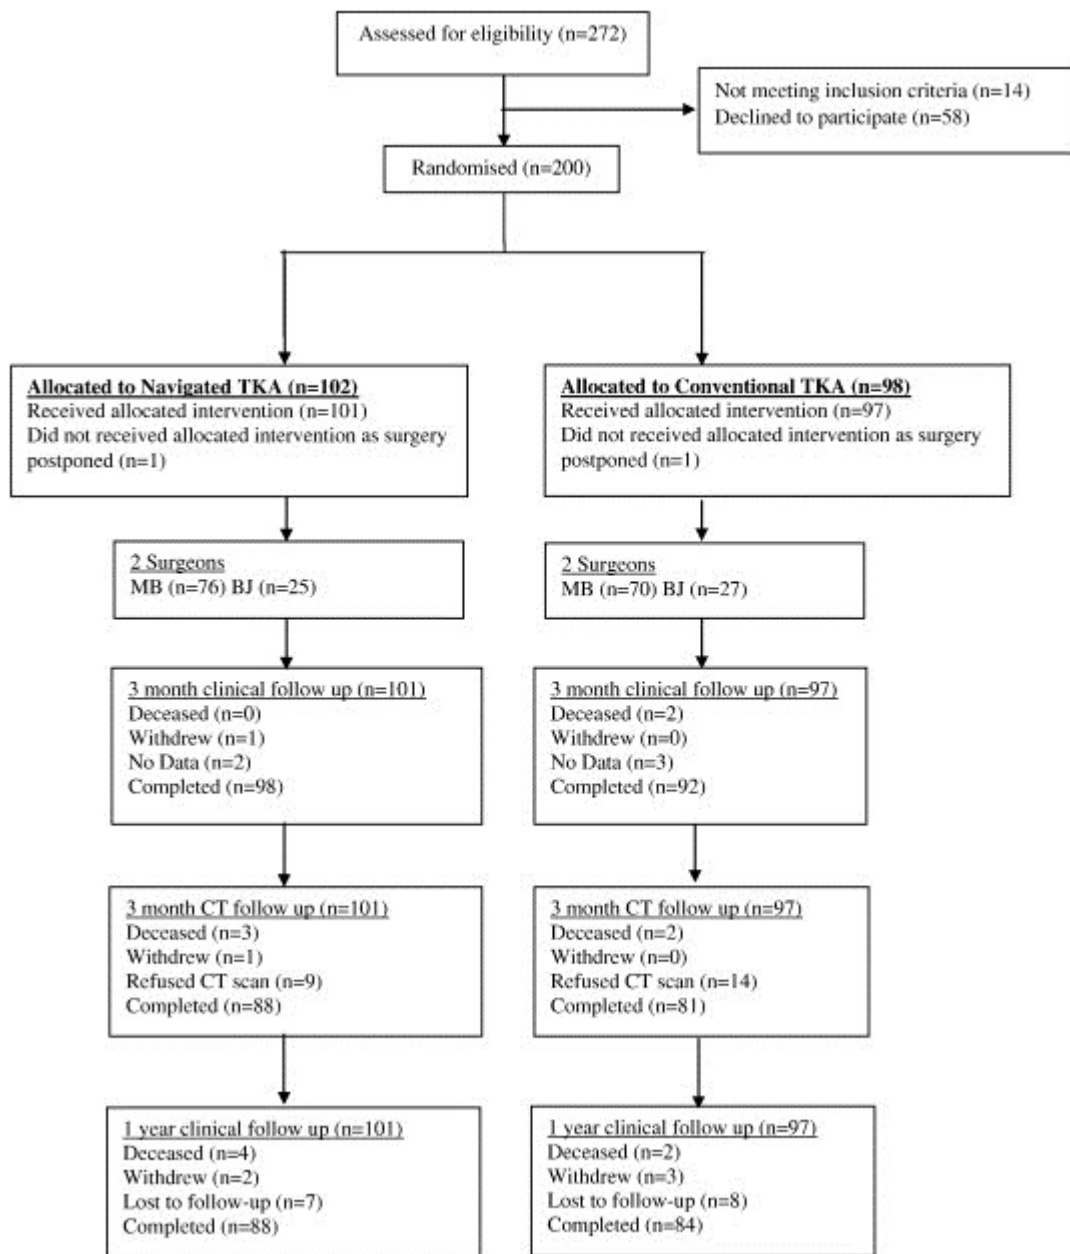 Assessed for eligibility (n=272)
Not meeting inclusion criteria (n=14)
Declined to participate (n=58)
Randomised (n=200)
Allocated to Navigated TKA (n=102)
Received allocated intervention (n=101)
Did not received allocated intervention as surgery
postponed (n=1)
Allocated to Conventional TKA (n=98)
Received allocated intervention (n=97)
Did not received allocated intervention as surgery
postponed (n=1)
2 Surgeons
MB (n=76) BJ (n=25)
2 Surgeons
MB (n=70) BJ (n=27)
3 month clinical follow up (n=101)
Deceased (n=0)
Withdrew (n=1)
No Data (n=2)
Completed (n=98)
3 month clinical follow up (n=97)
Deceased (n=2)
Withdrew (n=0)
No Data (n=3)
Completed (n=92)
3 month CT follow up (n=101)
Deceased (n=3)
Withdrew (n=1)
Refused CT scan (n=9)
Completed (n=88)
3 month CT follow up (n=97)
Deceased (n=2)
Withdrew (n=0)
Refused CT scan (n=14)
Completed (n=81)
1 year clinical follow up (n=101)
Deceased (n=4)
Withdrew (n=2)
Lost to follow-up (n=7)
Completed (n=88)
1 year clinical follow up (n=97)
Deceased (n=2)
Withdrew (n=3)
Lost to follow-up (n=8)
Completed (n=84)